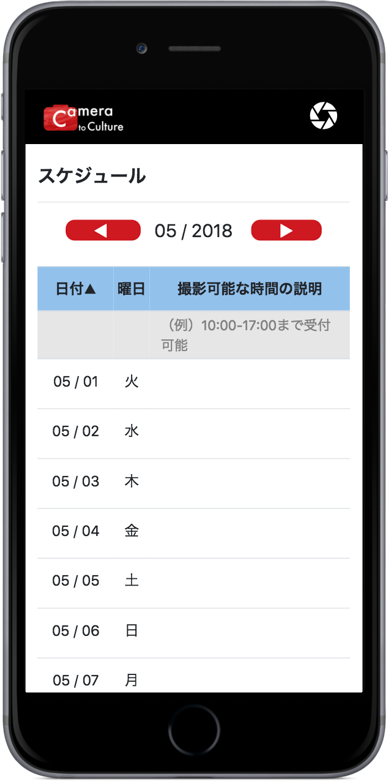 Camera
to Culture
スケジュール
05 / 2018
日付▲ 曜日 撮影可能な時間の説明
（例）10:00-17:00まで受付
可能
05 / 01 火
05 / 02 水
05 / 03 木
05 / 04 金
05 / 05 土
05 / 06 日
05 / 07 月